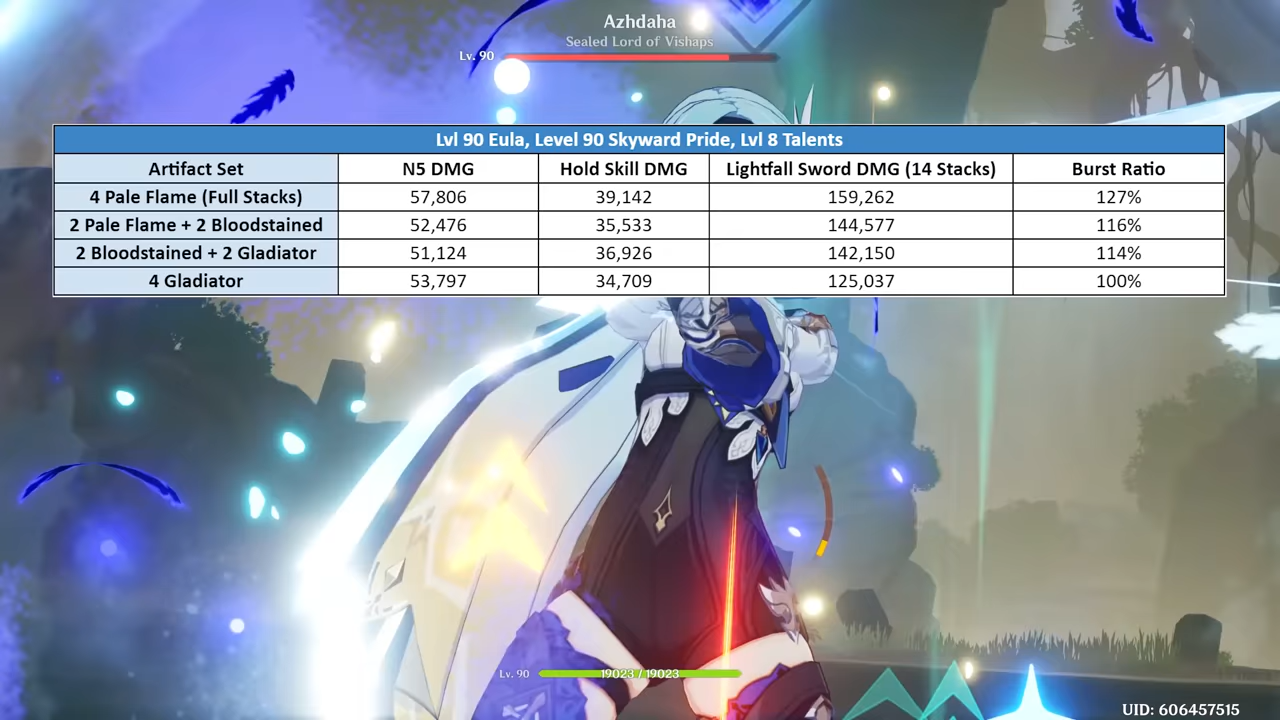 Azhdaha
Sealed Lord of Vishaps
Lv. 90
Lvl 90 Eula, Level 90 Skyward Pride, Lvl 8 Talents
Artifact Set N5 DMG Hold Skill DMG Lightfall Sword DMG (14 Stacks) Burst Ratio
4 Pale Flame (Full Stacks) 57,806 39,142 159,262 127%
2 Pale Flame + 2 Bloodstained 52,476 35,533 144,577 116%
2 Bloodstained + 2 Gladiator 51,124 36,926 142,150 114%
4 Gladiator 53,797 34,709 125,037 100%
Lv. 90 19023 / 19023
UID: 606457515